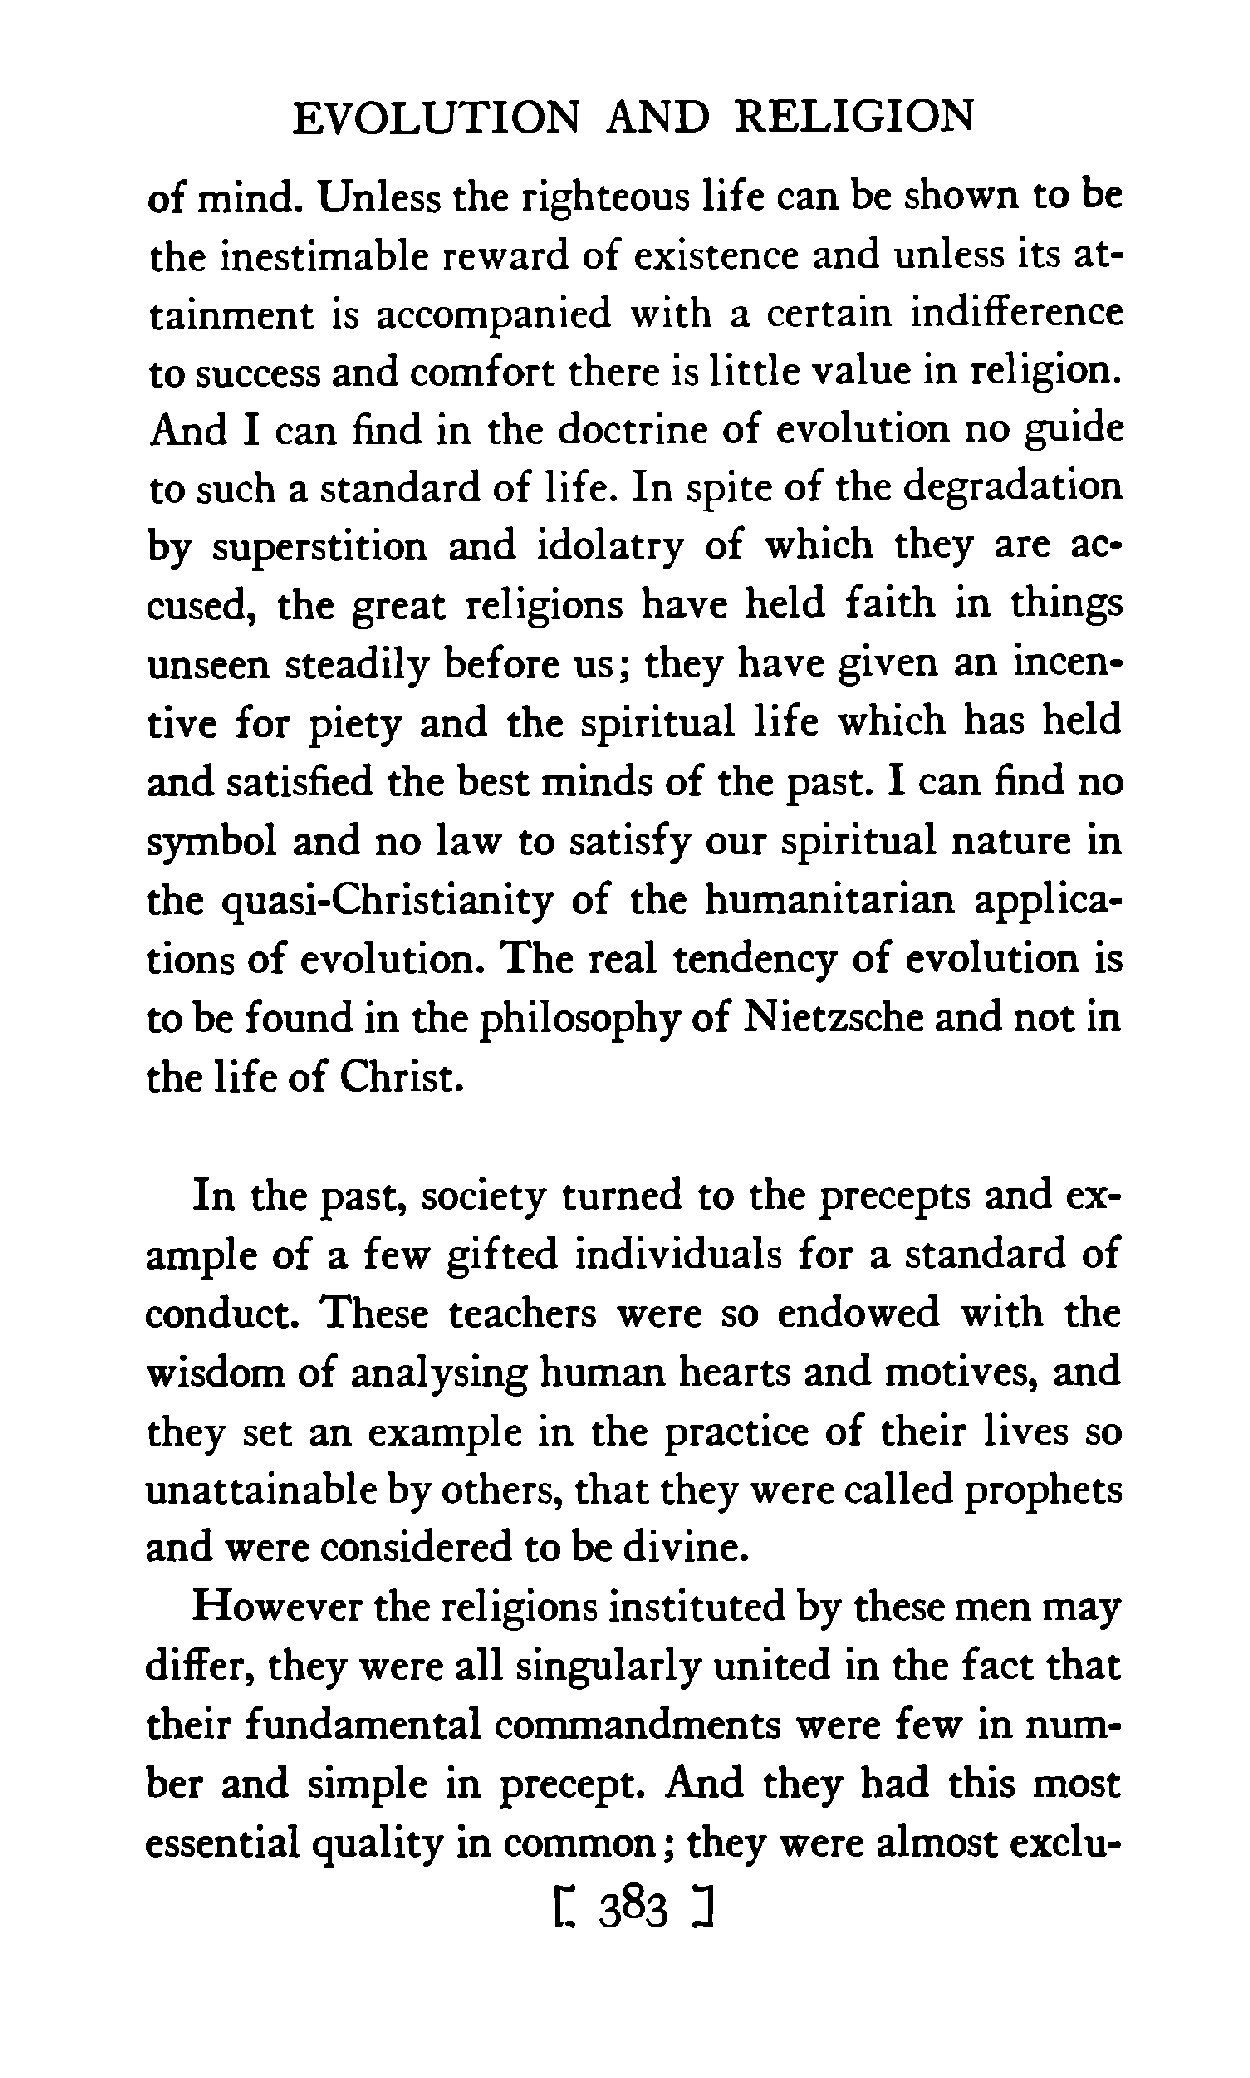 EVOLUTION AND RELIGION
of mind. Unless the righteous life can be shown to be
the inestimable reward of existence and unless its at-
tainment is accompanied with a certain indifference
to success and comfort there is little value in religion.
And I can find in the doctrine of evolution no guide
to such a standard of life. In spite of the degradation
by superstition and idolatry of which they are ac-
cused, the great religions have held faith in things
unseen steadily before us; they have given an incen-
tive for piety and the spiritual life which has held
and satisfied the best minds of the past. I can find no
symbol and no law to satisfy our spiritual nature in
the quasi-Christianity of the humanitarian applica-
tions of evolution. The real tendency of evolution is
to be found in the philosophy of Nietzsche and not in
the life of Christ.
In the past, society turned to the precepts and ex-
ample of a few gifted individuals for a standard of
conduct. These teachers were so endowed with the
wisdom of analysing human hearts and motives, and
they set an example in the practice of their lives so
unattainable by others, that they were called prophets
and were considered to be divine.
However the religions instituted by these men may
differ, they were all singularly united in the fact that
their fundamental commandments were few in num-
ber and simple in precept. And they had this most
essential quality in common; they were almost exclu-
[ 383 ]